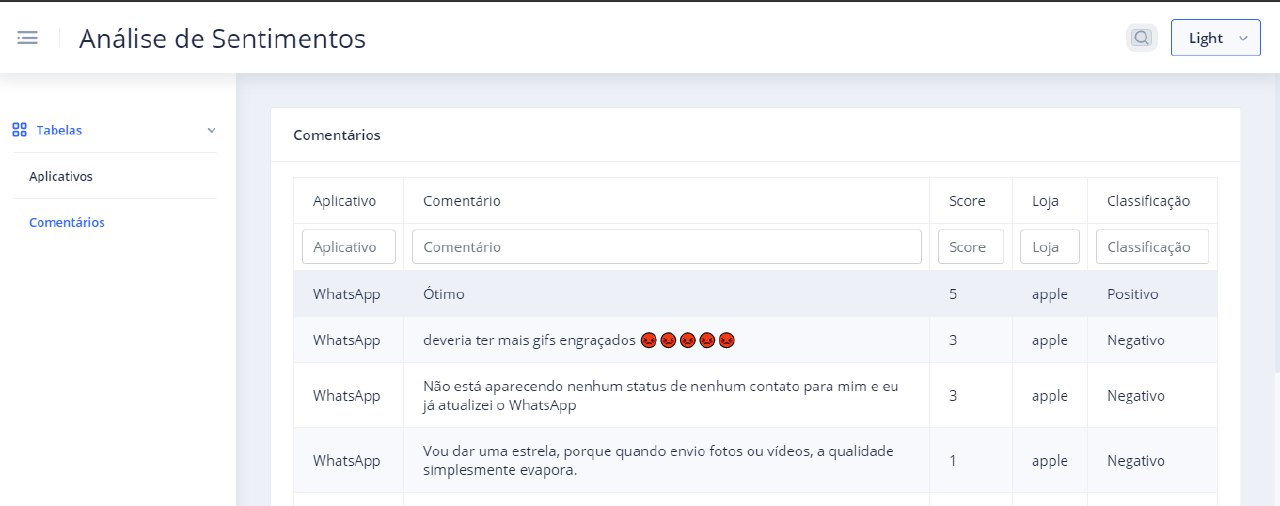 Análise de Sentimentos
Light
Tabelas
Aplicativos
Comentários
Comentários
Aplicativo Comentário Score Loja Classificação
Aplicativo Comentário Score Loja Classificação
WhatsApp Ótimo 5 apple Positivo
WhatsApp deveria ter mais gifs engraçados 😡😡😡😡😡 3 apple Negativo
WhatsApp Não está aparecendo nenhum status de nenhum contato para mim e eu
já atualizei o WhatsApp 3 apple Negativo
WhatsApp Vou dar uma estrela, porque quando envio fotos ou vídeos, a qualidade
simplesmente evapora. 1 apple Negativo